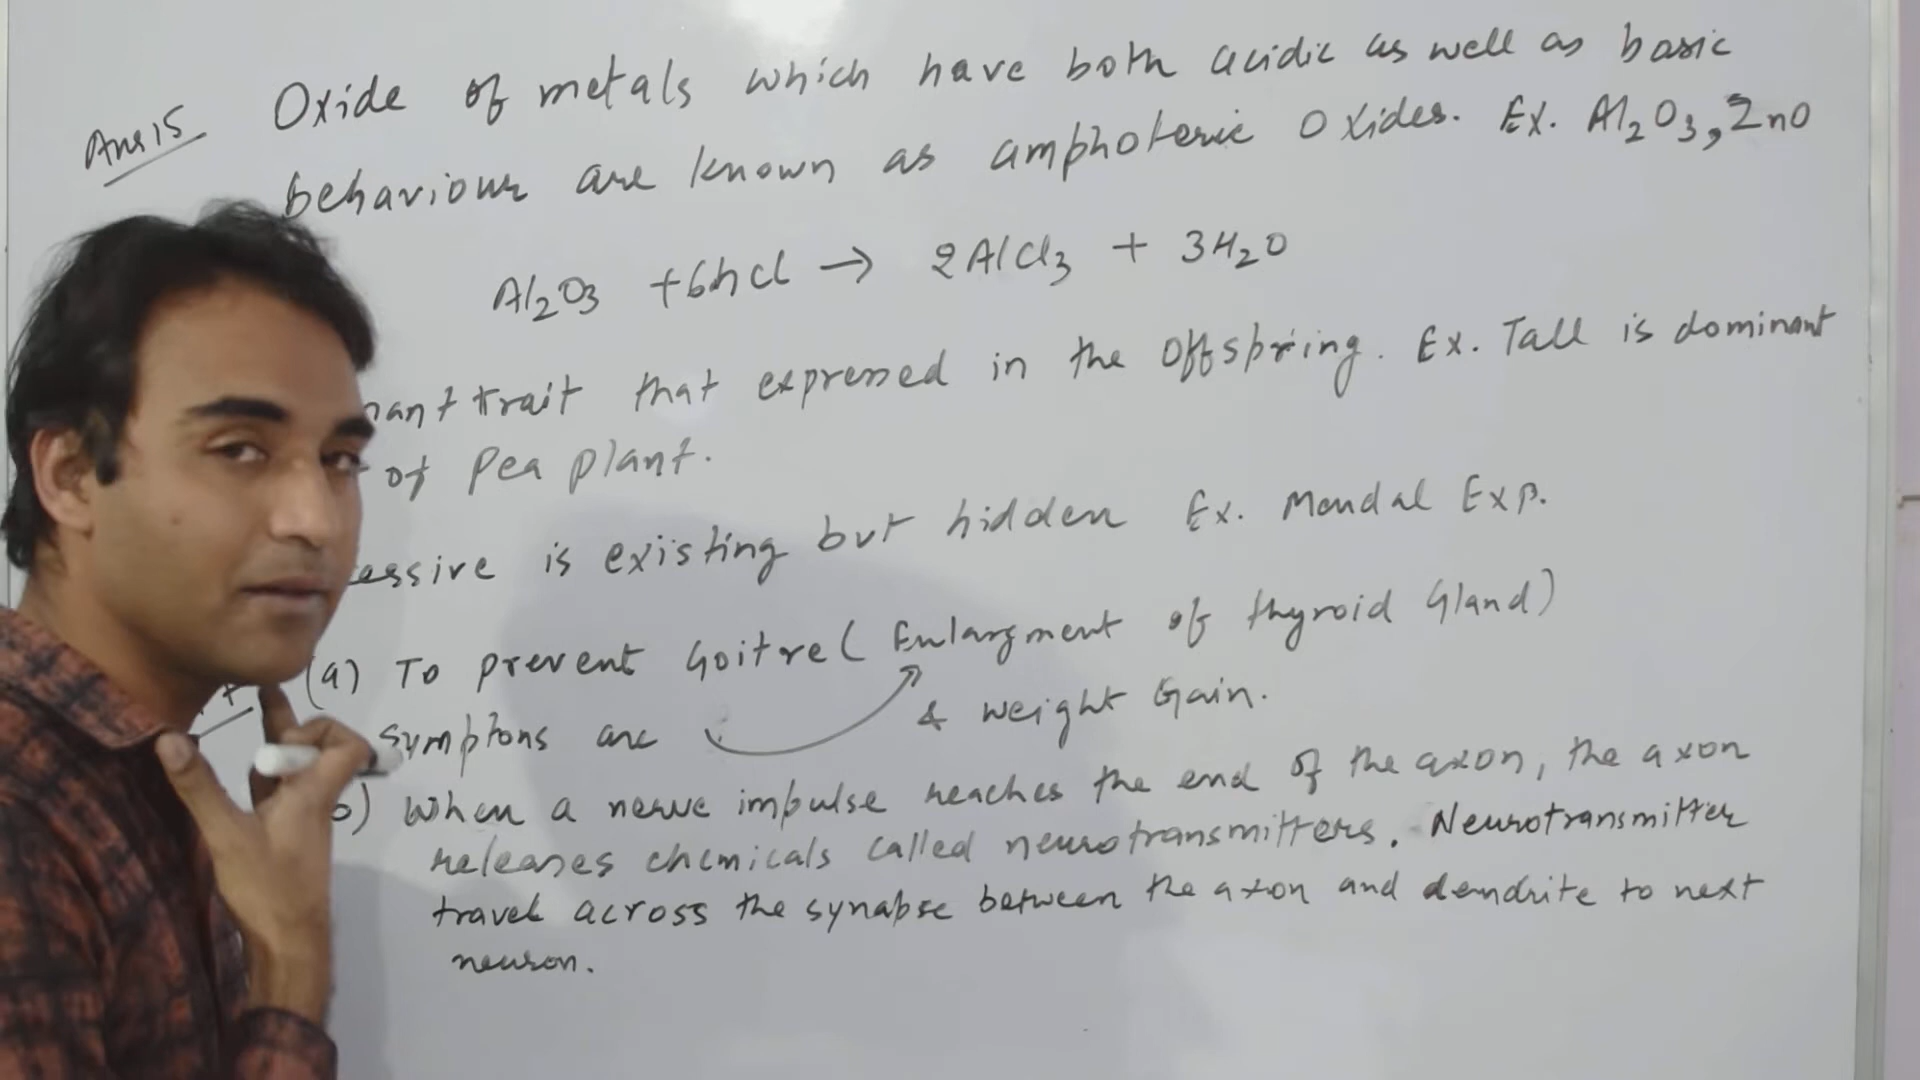 Ans 15 Oxide of metals which have both acidic as well as basic
behaviour are known as amphoteric Oxides. Ex. Al₂O₃, ZnO
Al₂O₃ + 6hcl → 2AlCl₃ + 3H₂O
nant trait that expressed in the Offspring. Ex. Tall is dominant
of Pea plant.
essive is existing but hidden Ex. Mendal Exp.
(a) To prevent Goitre ( Enlargment of thyroid Gland)
Symptons are & weight Gain.
b) When a nerve impulse reaches the end of the axon, the axon
releases chemicals called neurotransmitters. Neurotransmitter
travel across the synapse between the axon and dendrite to next
neuron.